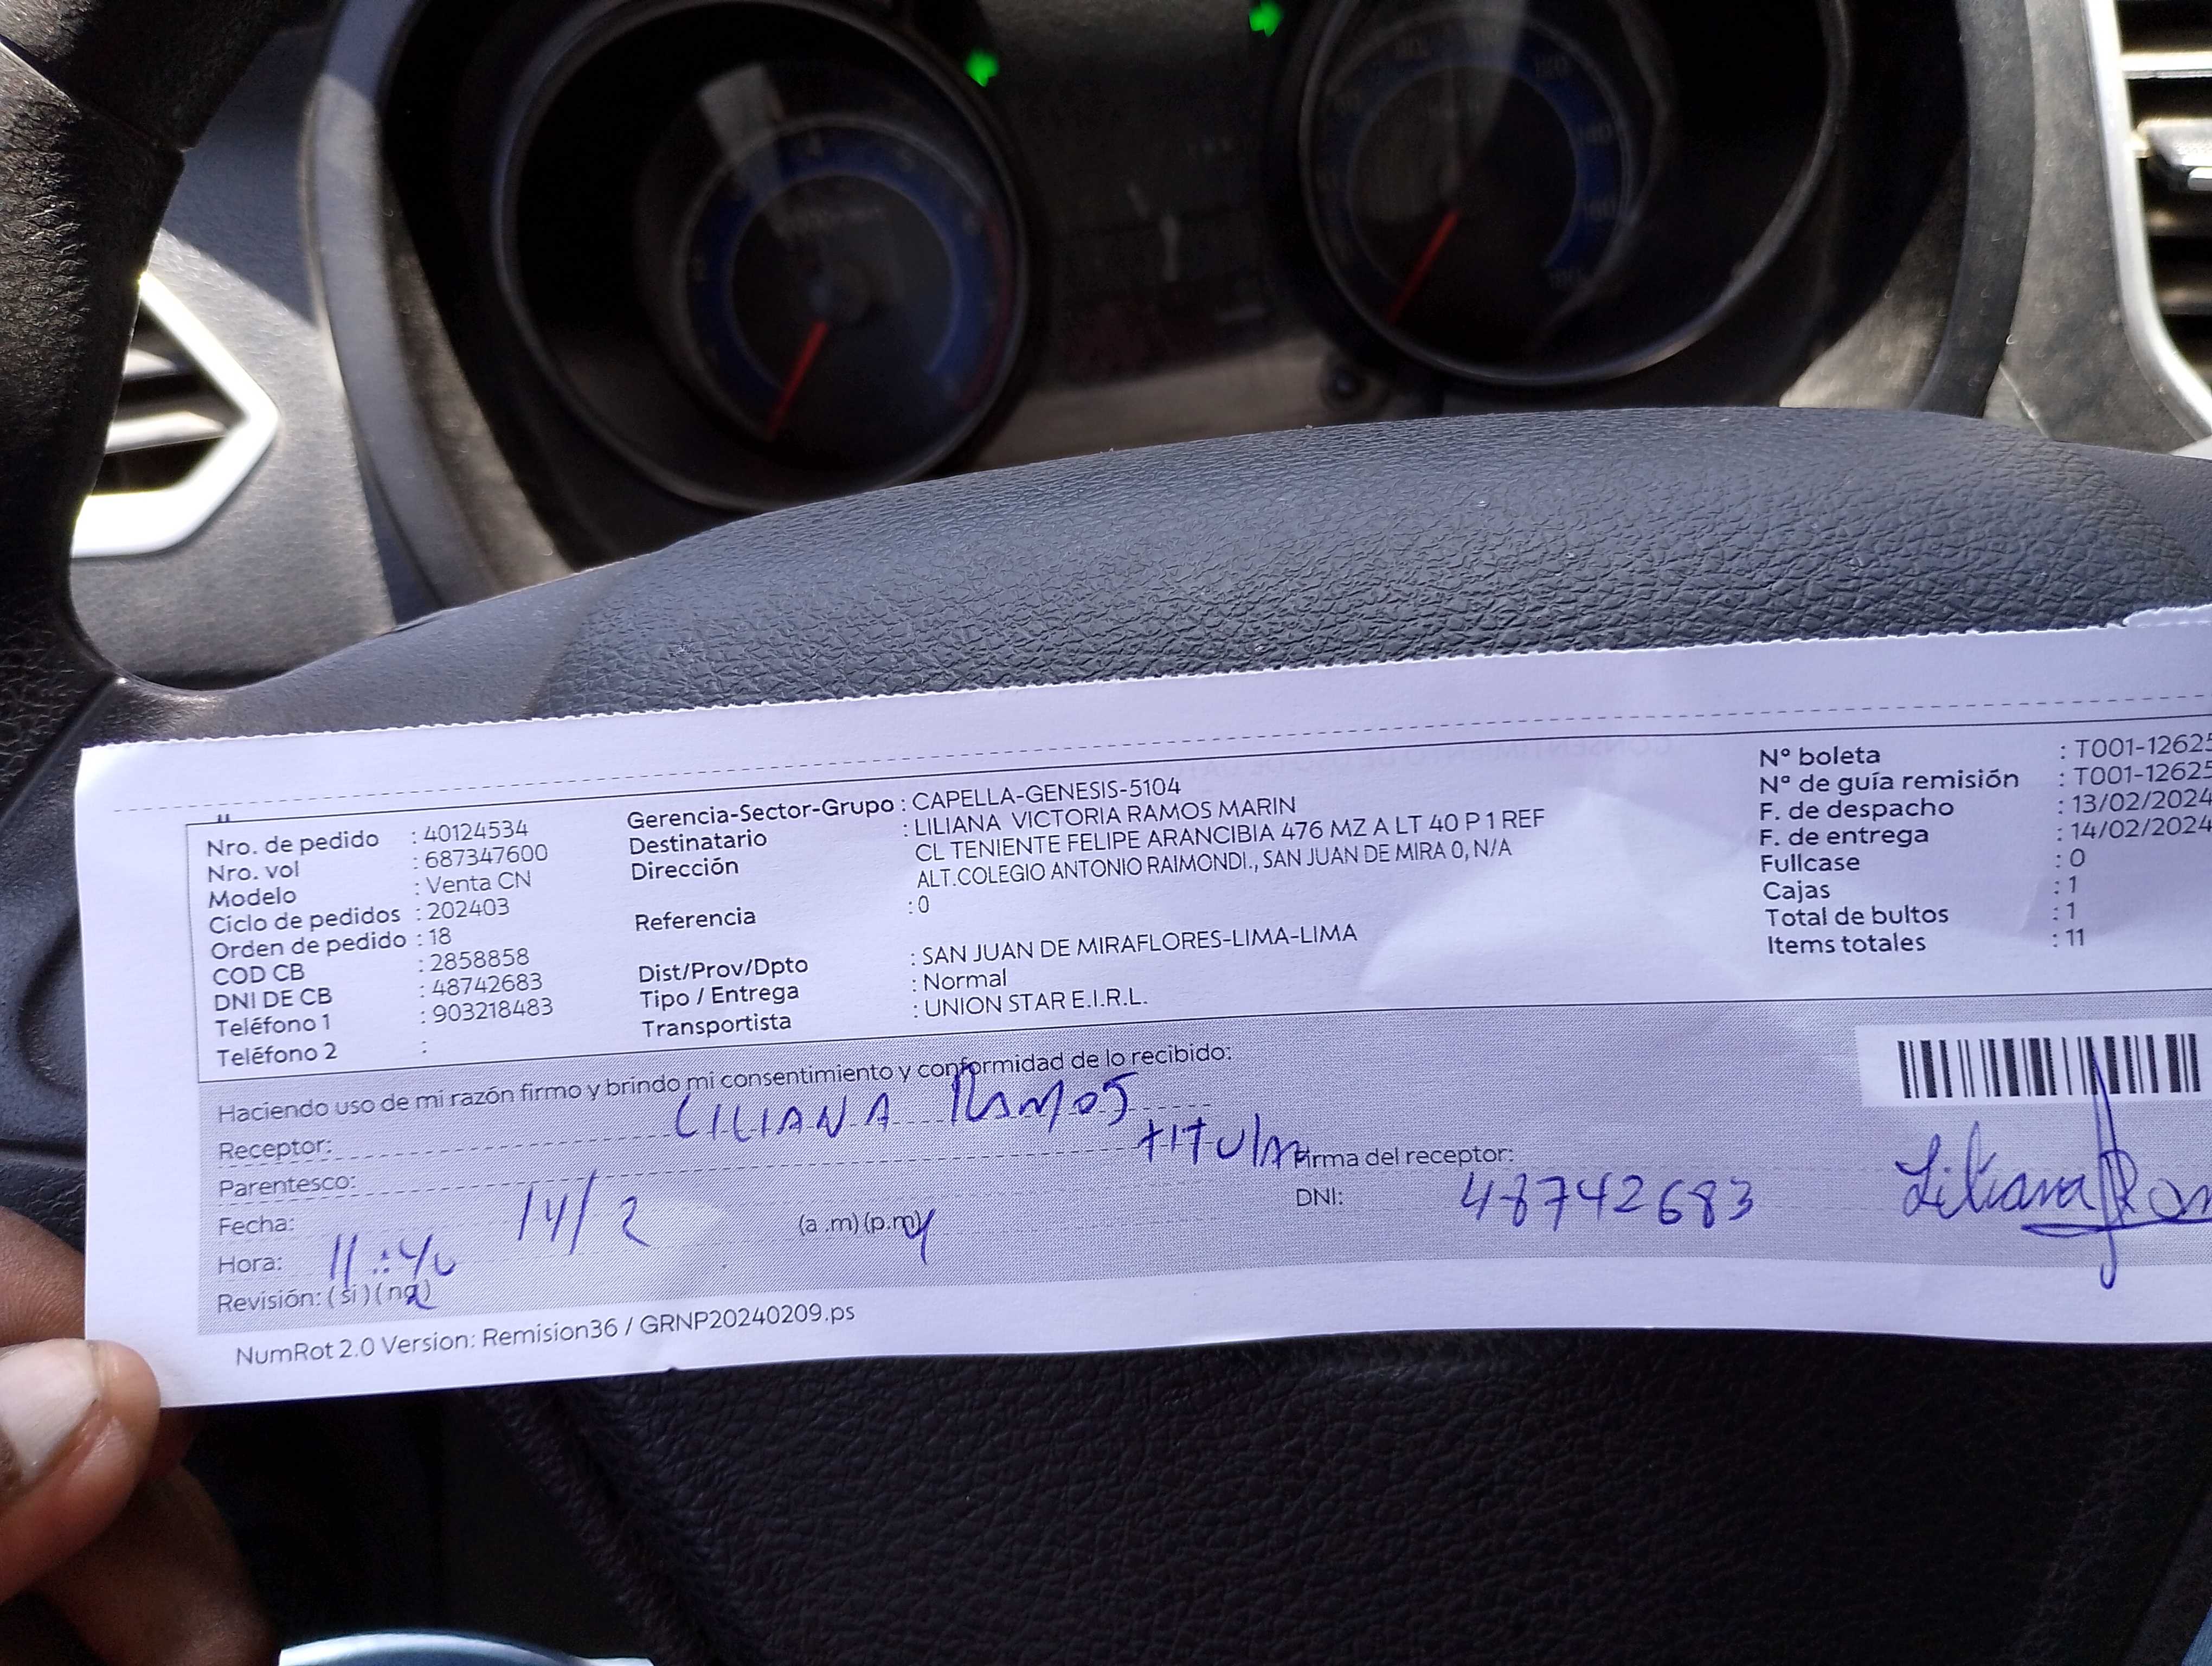 Nro. de pedido : 40124534
Nro. vol : 687347600
Modelo : Venta CN
Ciclo de pedidos : 202403
Orden de pedido : 18
COD CB : 2858858
DNI DE CB : 48742683
Teléfono 1 : 903218483
Teléfono 2 :
Gerencia-Sector-Grupo : CAPELLA-GENESIS-5104
Destinatario : LILIANA VICTORIA RAMOS MARIN
Dirección CL TENIENTE FELIPE ARANCIBIA 476 MZ A LT 40 P 1 REF
ALT.COLEGIO ANTONIO RAIMONDI., SAN JUAN DE MIRA 0, N/A
Referencia : 0
Dist/Prov/Dpto : SAN JUAN DE MIRAFLORES-LIMA-LIMA
Tipo / Entrega : Normal
Transportista : UNION STAR E.I.R.L.
N° boleta : T001-12625
N° de guía remisión : T001-12625
F. de despacho : 13/02/2024
F. de entrega : 14/02/2024
Fullcase : 0
Cajas : 1
Total de bultos : 1
Items totales : 11
Haciendo uso de mi razón firmo y brindo mi consentimiento y conformidad de lo recibido:
Receptor: LILIANA RAMOS
Parentesco: titular
Fecha: 14/2
Hora: (a.m) (p.m)
Revisión: (si) (no)
Firma del receptor: Liliana
DNI: 48742683
NumRot 2.0 Version: Remision36 / GRNP20240209.ps